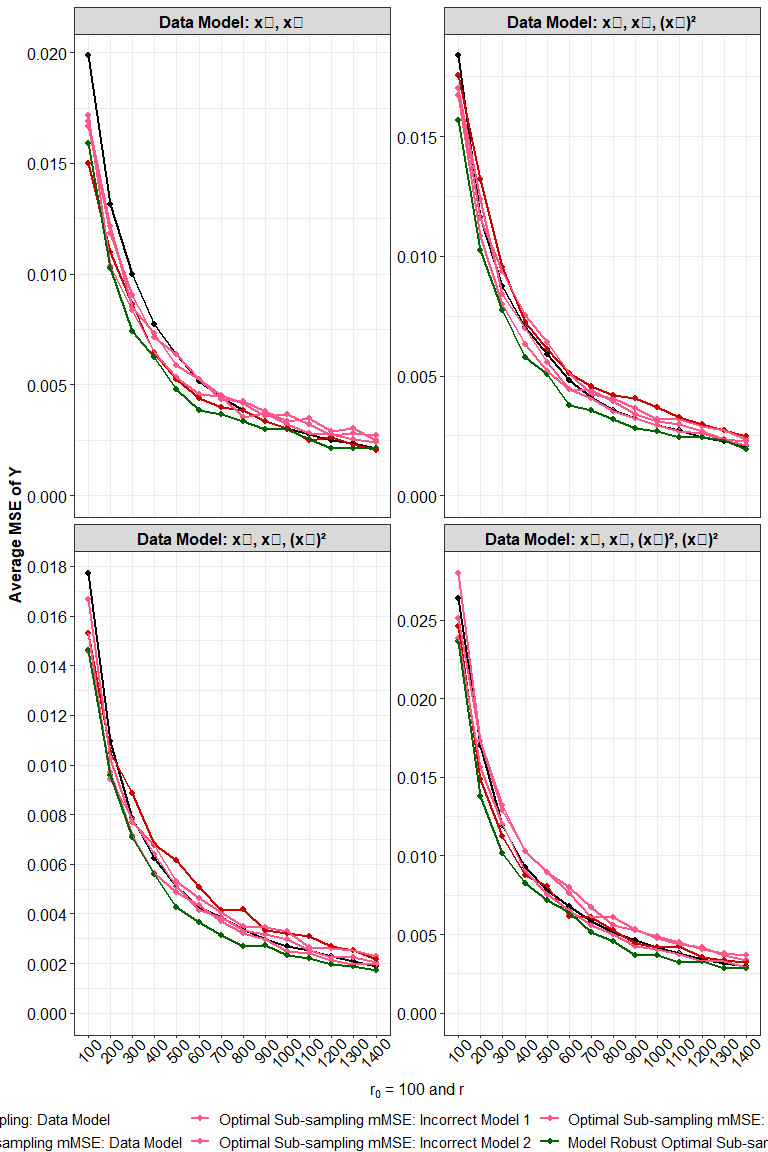 Data Model: x▯, x▯
Data Model: x▯, x▯, (x▯)²
0.020
0.015
0.010
0.005
0.000
0.015
0.010
0.005
0.000
Average MSE of Y
Data Model: x▯, x▯, (x▯)²
Data Model: x▯, x▯, (x▯)², (x▯)²
0.018
0.016
0.014
0.012
0.010
0.008
0.006
0.004
0.002
0.000
0.025
0.020
0.015
0.010
0.005
0.000
100 200 300 400 500 600 700 800 900 1000 1100 1200 1300 1400
100 200 300 400 500 600 700 800 900 1000 1100 1200 1300 1400
r₀ = 100 and r
pling: Data Model Optimal Sub-sampling mMSE: Incorrect Model 1 Optimal Sub-sampling mMSE:
sampling mMSE: Data Model Optimal Sub-sampling mMSE: Incorrect Model 2 Model Robust Optimal Sub-sar